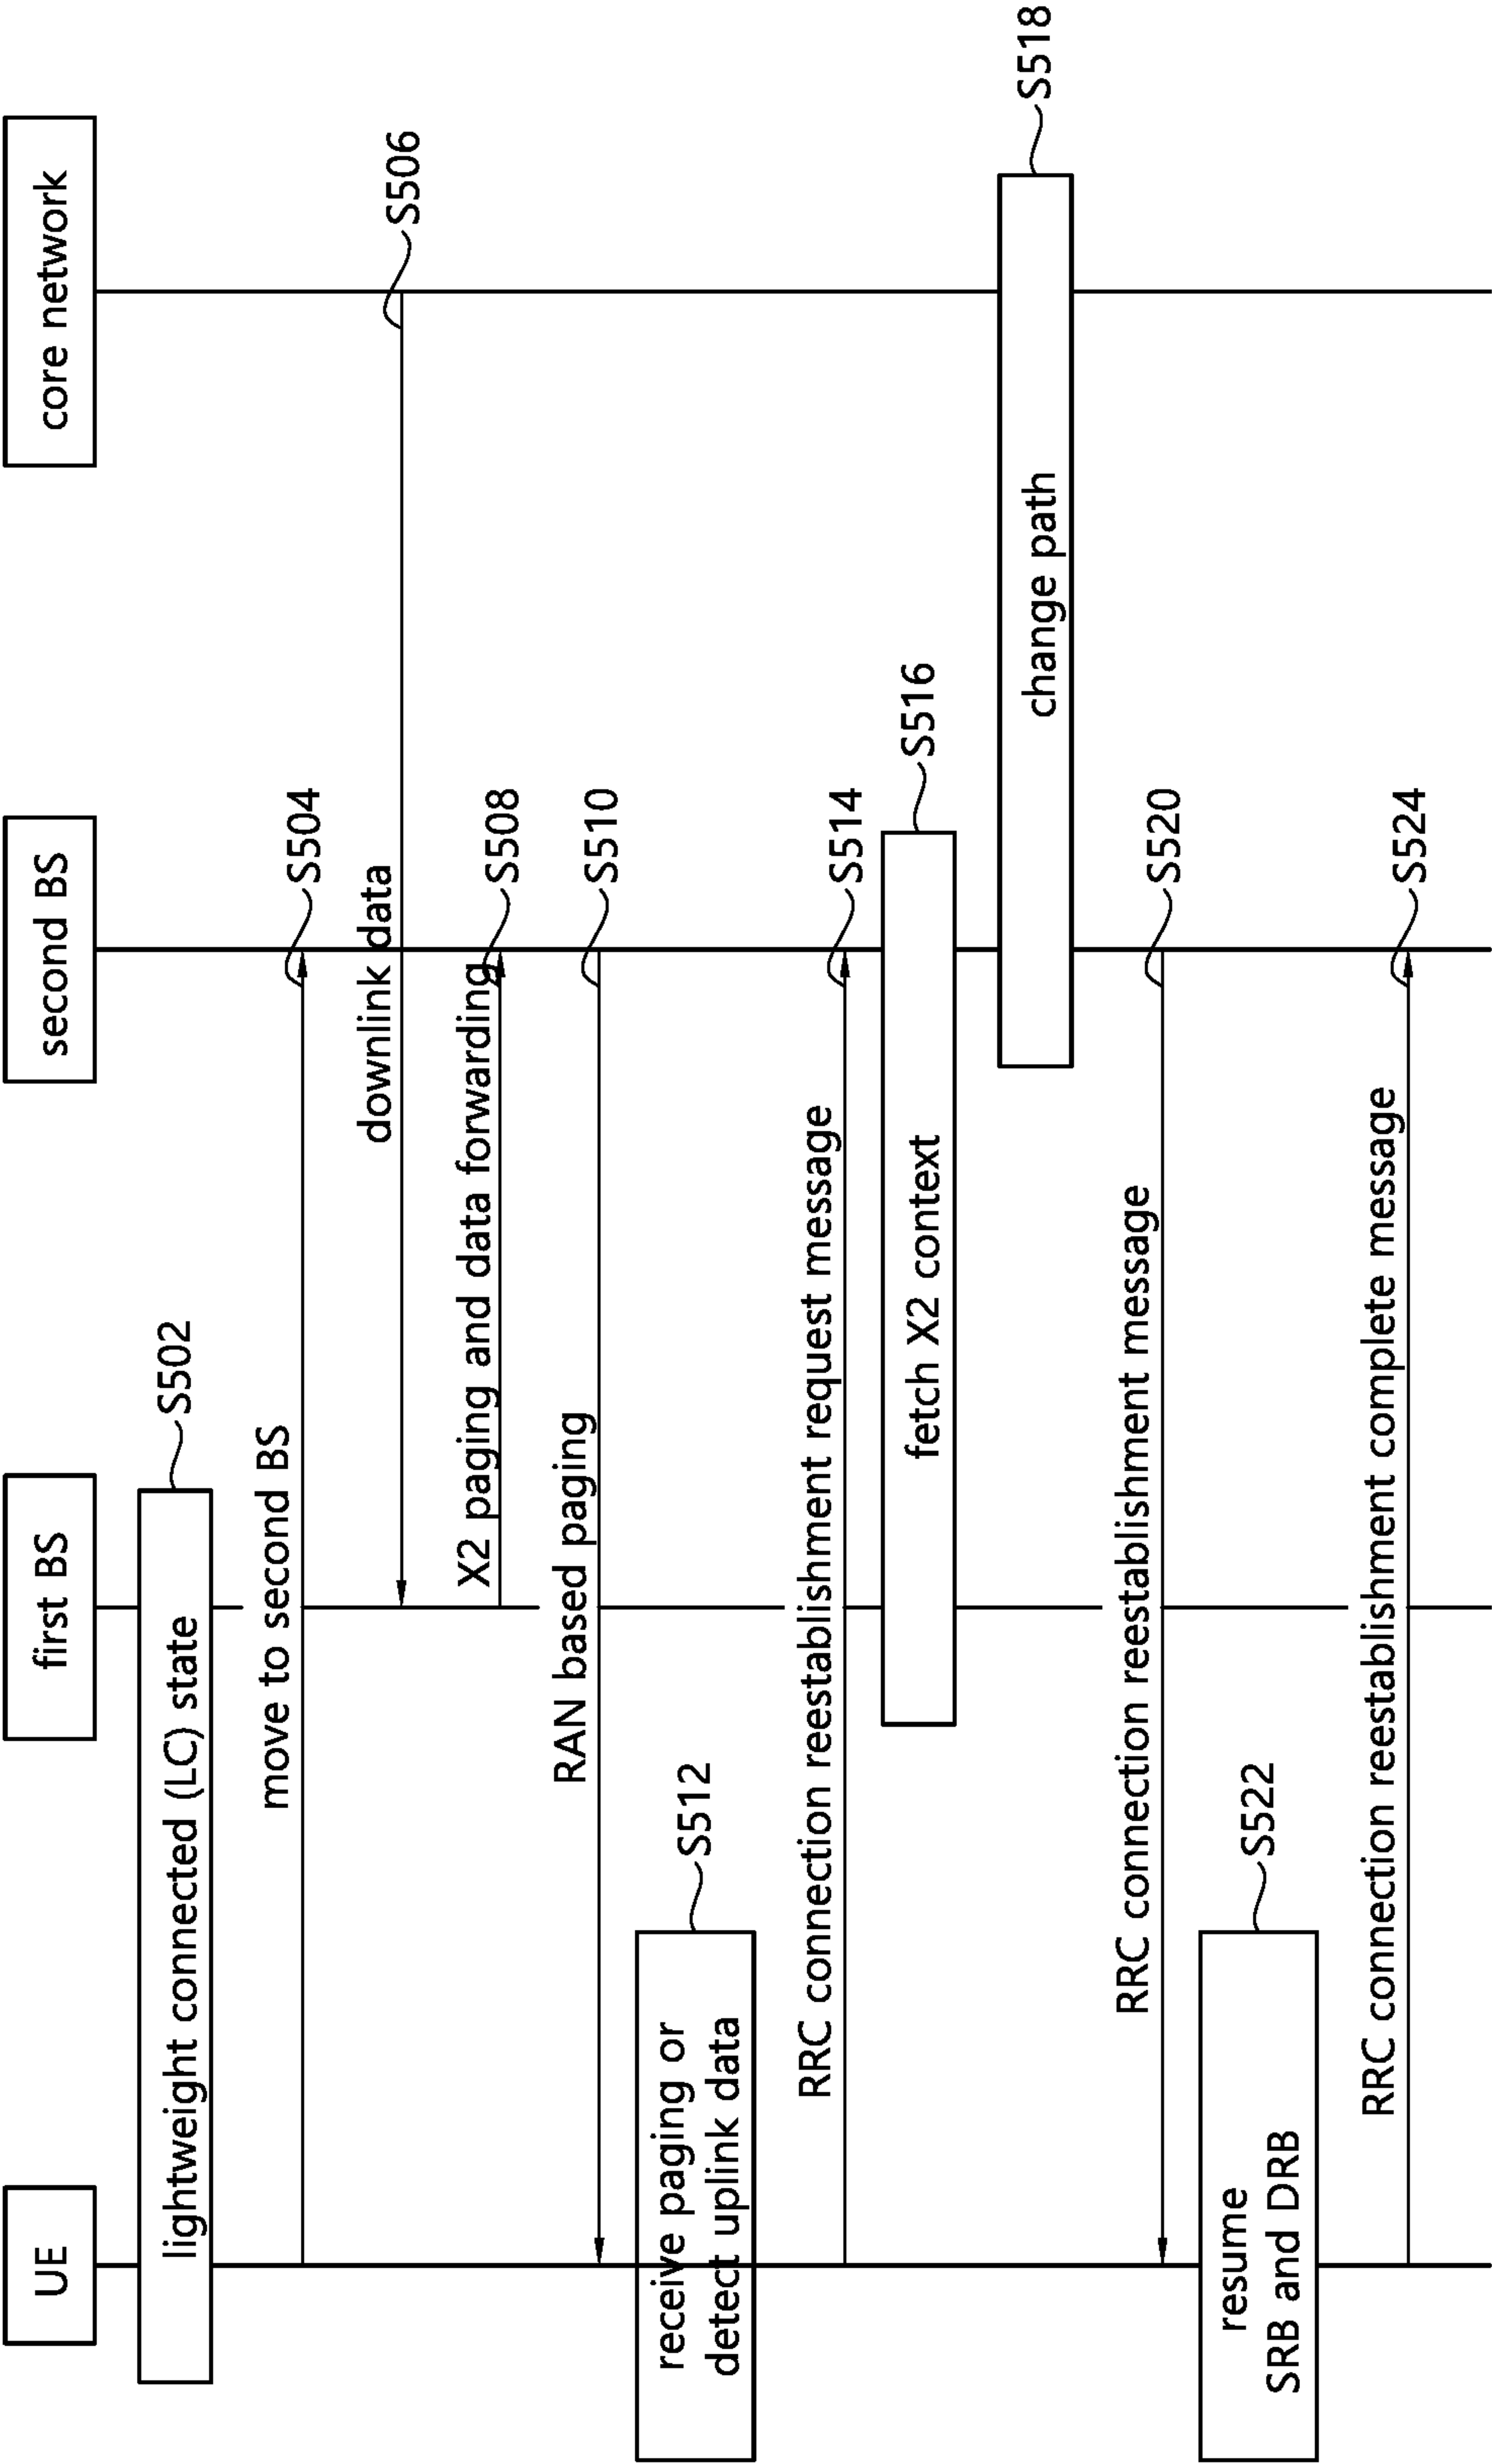 UE
first BS
second BS
core network
lightweight connected (LC) state
S502
move to second BS
S504
downlink data
S506
X2 paging and data forwarding
S508
RAN based paging
S510
receive paging or
detect uplink data
S512
RRC connection reestablishment request message
S514
fetch X2 context
S516
change path
S518
RRC connection reestablishment message
S520
resume
SRB and DRB
S522
RRC connection reestablishment complete message
S524